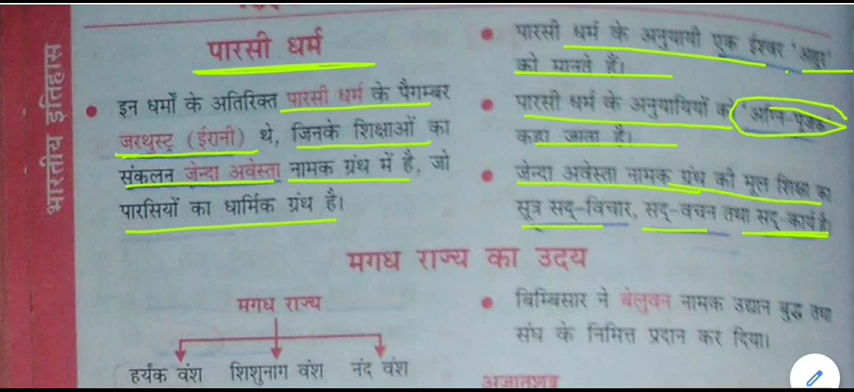 भारतीय इतिहास
पारसी धर्म
इन धर्मों के अतिरिक्त पारसी धर्म के पैगम्बर
जरथुस्ट्र (ईरानी) थे, जिनके शिक्षाओं का
संकलन जेन्दा अवेस्ता नामक ग्रंथ में है, जो
पारसियों का धार्मिक ग्रंथ है।
पारसी धर्म के अनुयायी एक ईश्वर 'अहुर'
को मानते हैं।
पारसी धर्म के अनुयायियों को 'अग्नि-पूजक
कहा जाता है।
जेन्दा अवेस्ता नामक ग्रंथ की मूल शिक्षा का
सूत्र सद्-विचार, सद्-वचन तथा सद्-कार्य है।
मगध राज्य का उदय
मगध राज्य
हर्यक वंश शिशुनाग वंश नंद वंश
बिम्बिसार ने बेलुवन नामक उद्यान बुद्ध तथा
संघ के निमित्त प्रदान कर दिया।
अजातशत्रु